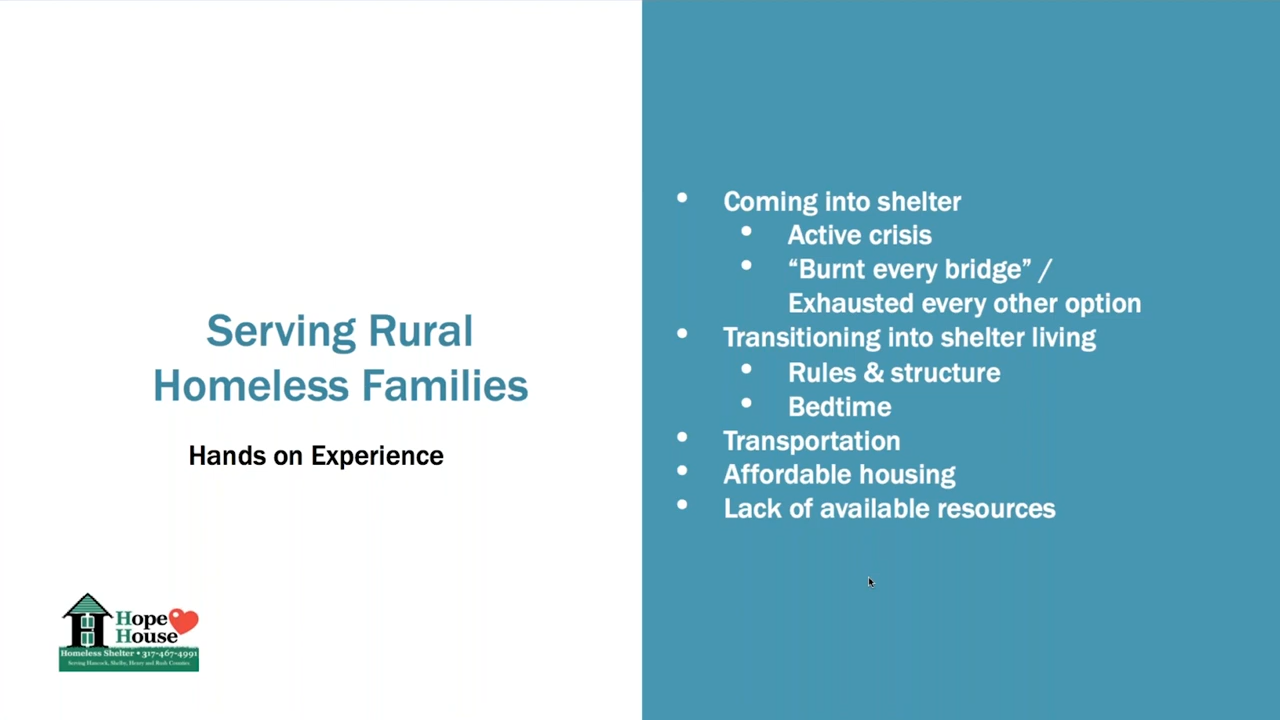 Serving Rural
Homeless Families
Hands on Experience
Hope
House
Homeless Shelter • 317-467-4991
Serving Hancock, Shelby, Henry and Rush Counties
• Coming into shelter
• Active crisis
• “Burnt every bridge” /
Exhausted every other option
• Transitioning into shelter living
• Rules & structure
• Bedtime
• Transportation
• Affordable housing
• Lack of available resources